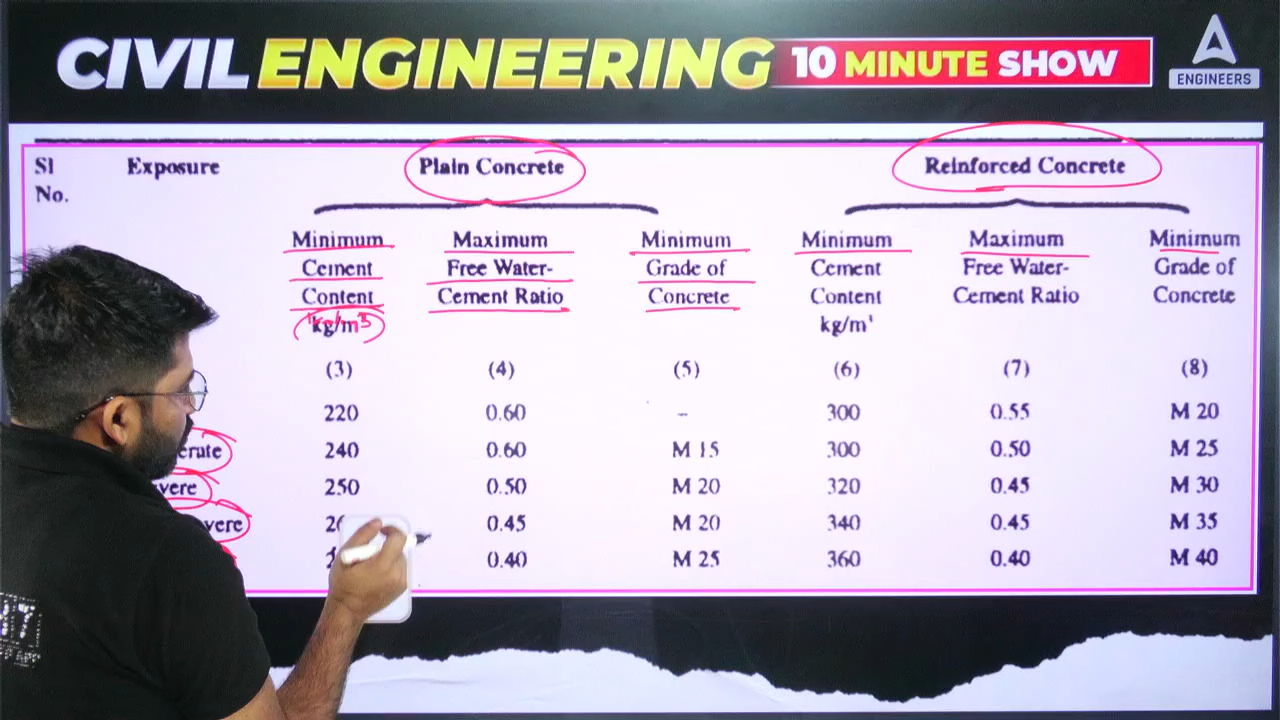 CIVIL ENGINEERING 10 MINUTE SHOW
ENGINEERS
Sl Exposure Plain Concrete Reinforced Concrete
No.
Minimum Maximum Minimum Minimum Maximum Minimum
Cement Free Water- Grade of Cement Free Water- Grade of
Content Cement Ratio Concrete Content Cement Ratio Concrete
kg/m³ kg/m³
(3) (4) (5) (6) (7) (8)
220 0.60 – 300 0.55 M 20
erate 240 0.60 M 15 300 0.50 M 25
vere 250 0.50 M 20 320 0.45 M 30
vere 0.45 M 20 340 0.45 M 35
0.40 M 25 360 0.40 M 40